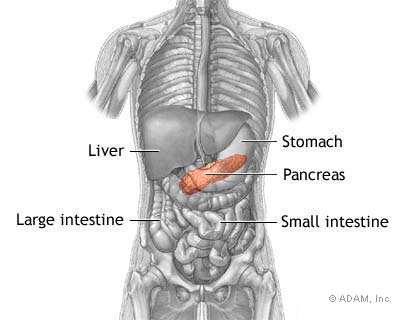 Liver
Stomach
Pancreas
Large intestine
Small intestine
© ADAM, Inc.